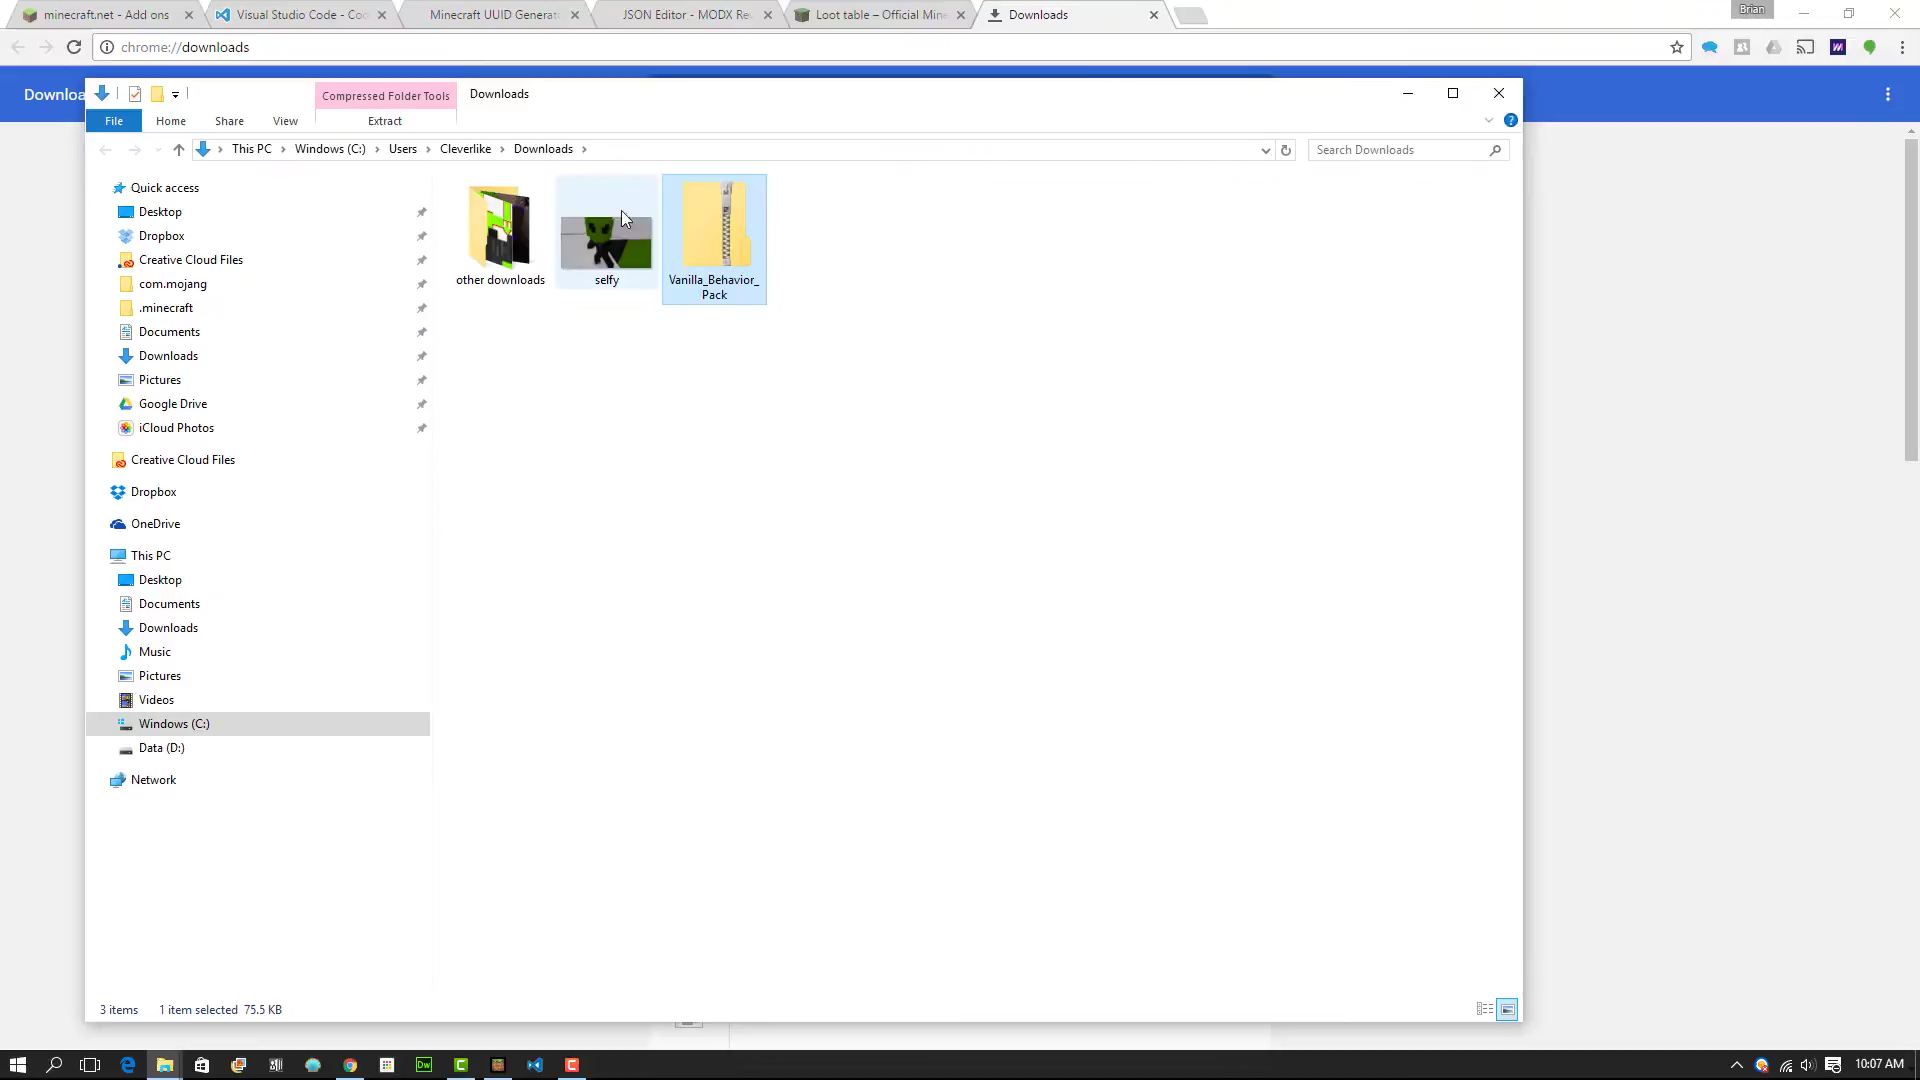 minecraft.net - Add ons
Visual Studio Code - Co
Minecraft UUID Generat
JSON Editor - MODX Re
Loot table – Official Mine
Downloads
Brian
chrome://downloads
Downloa
Compressed Folder Tools
Downloads
File
Home
Share
View
Extract
This PC
Windows (C:)
Users
Cleverlike
Downloads
Search Downloads
Quick access
Desktop
Dropbox
Creative Cloud Files
com.mojang
.minecraft
Documents
Downloads
Pictures
Google Drive
iCloud Photos
Creative Cloud Files
Dropbox
OneDrive
This PC
Desktop
Documents
Downloads
Music
Pictures
Videos
Windows (C:)
Data (D:)
Network
other downloads
selfy
Vanilla_Behavior_
Pack
3 items
1 item selected 75.5 KB
Dw
10:07 AM